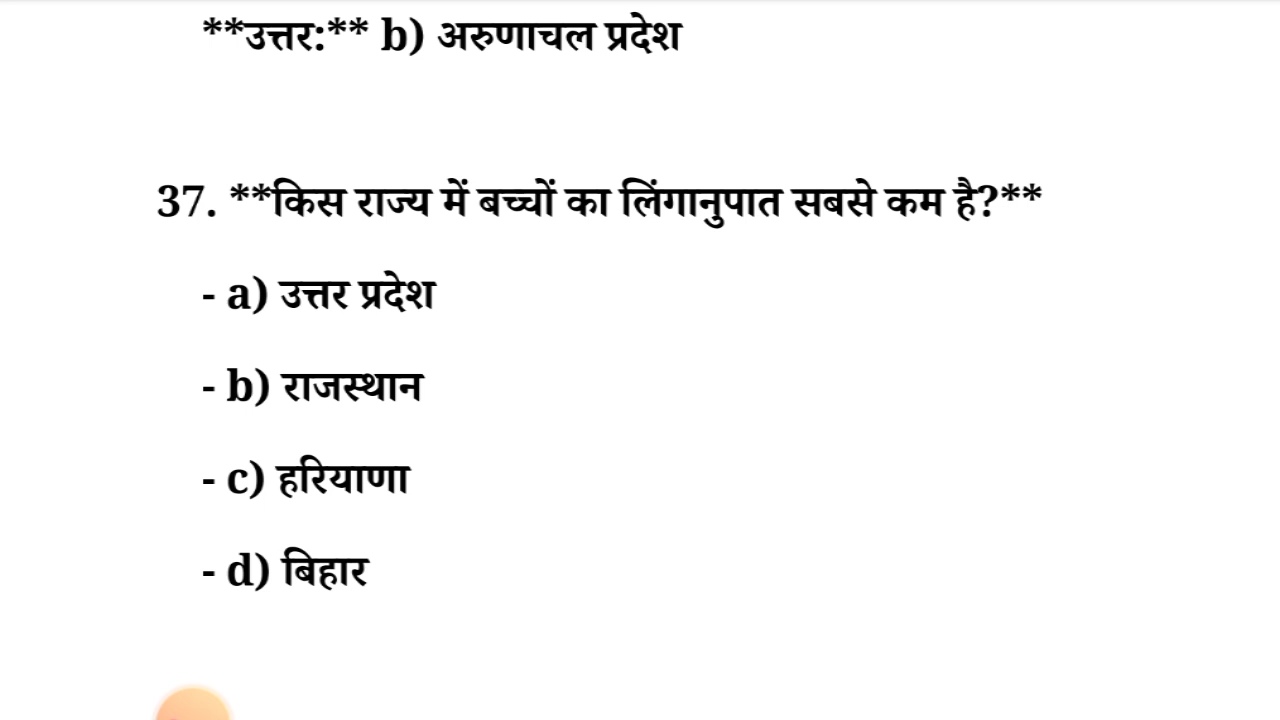 **उत्तर:** b) अरुणाचल प्रदेश
37. **किस राज्य में बच्चों का लिंगानुपात सबसे कम है?**
- a) उत्तर प्रदेश
- b) राजस्थान
- c) हरियाणा
- d) बिहार